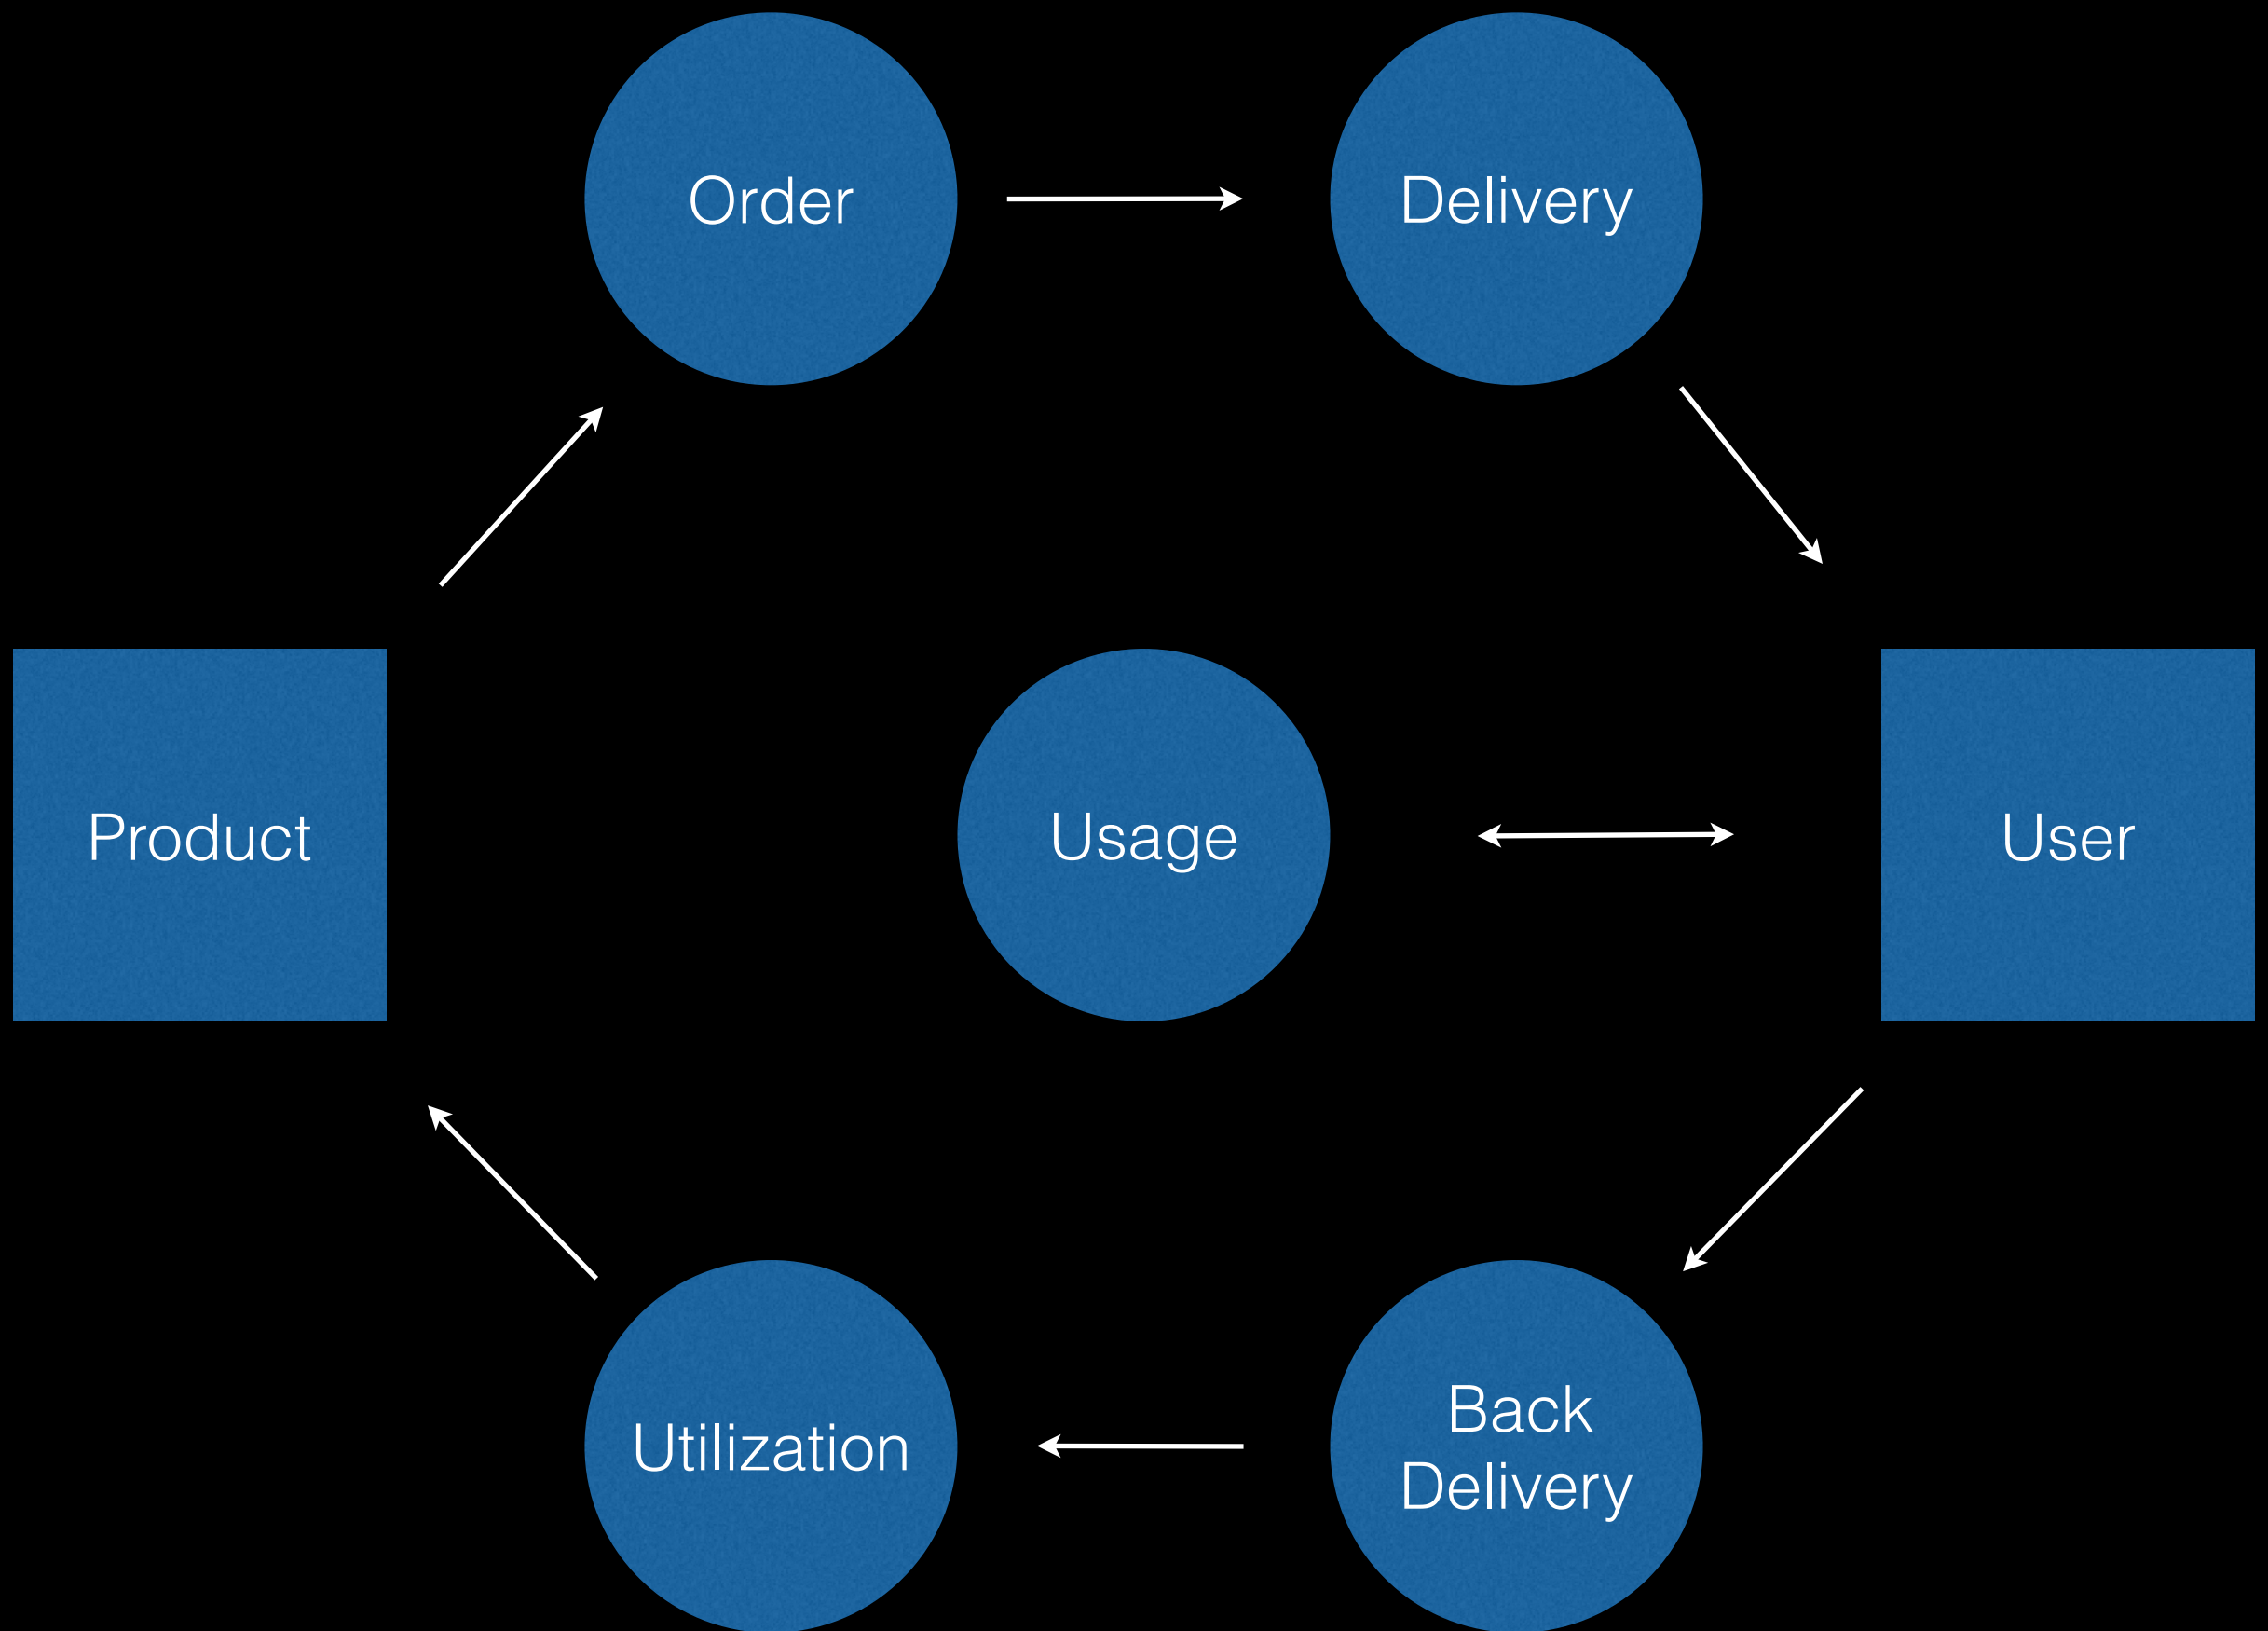 Order
Delivery
Product
Usage
User
Utilization
Back
Delivery